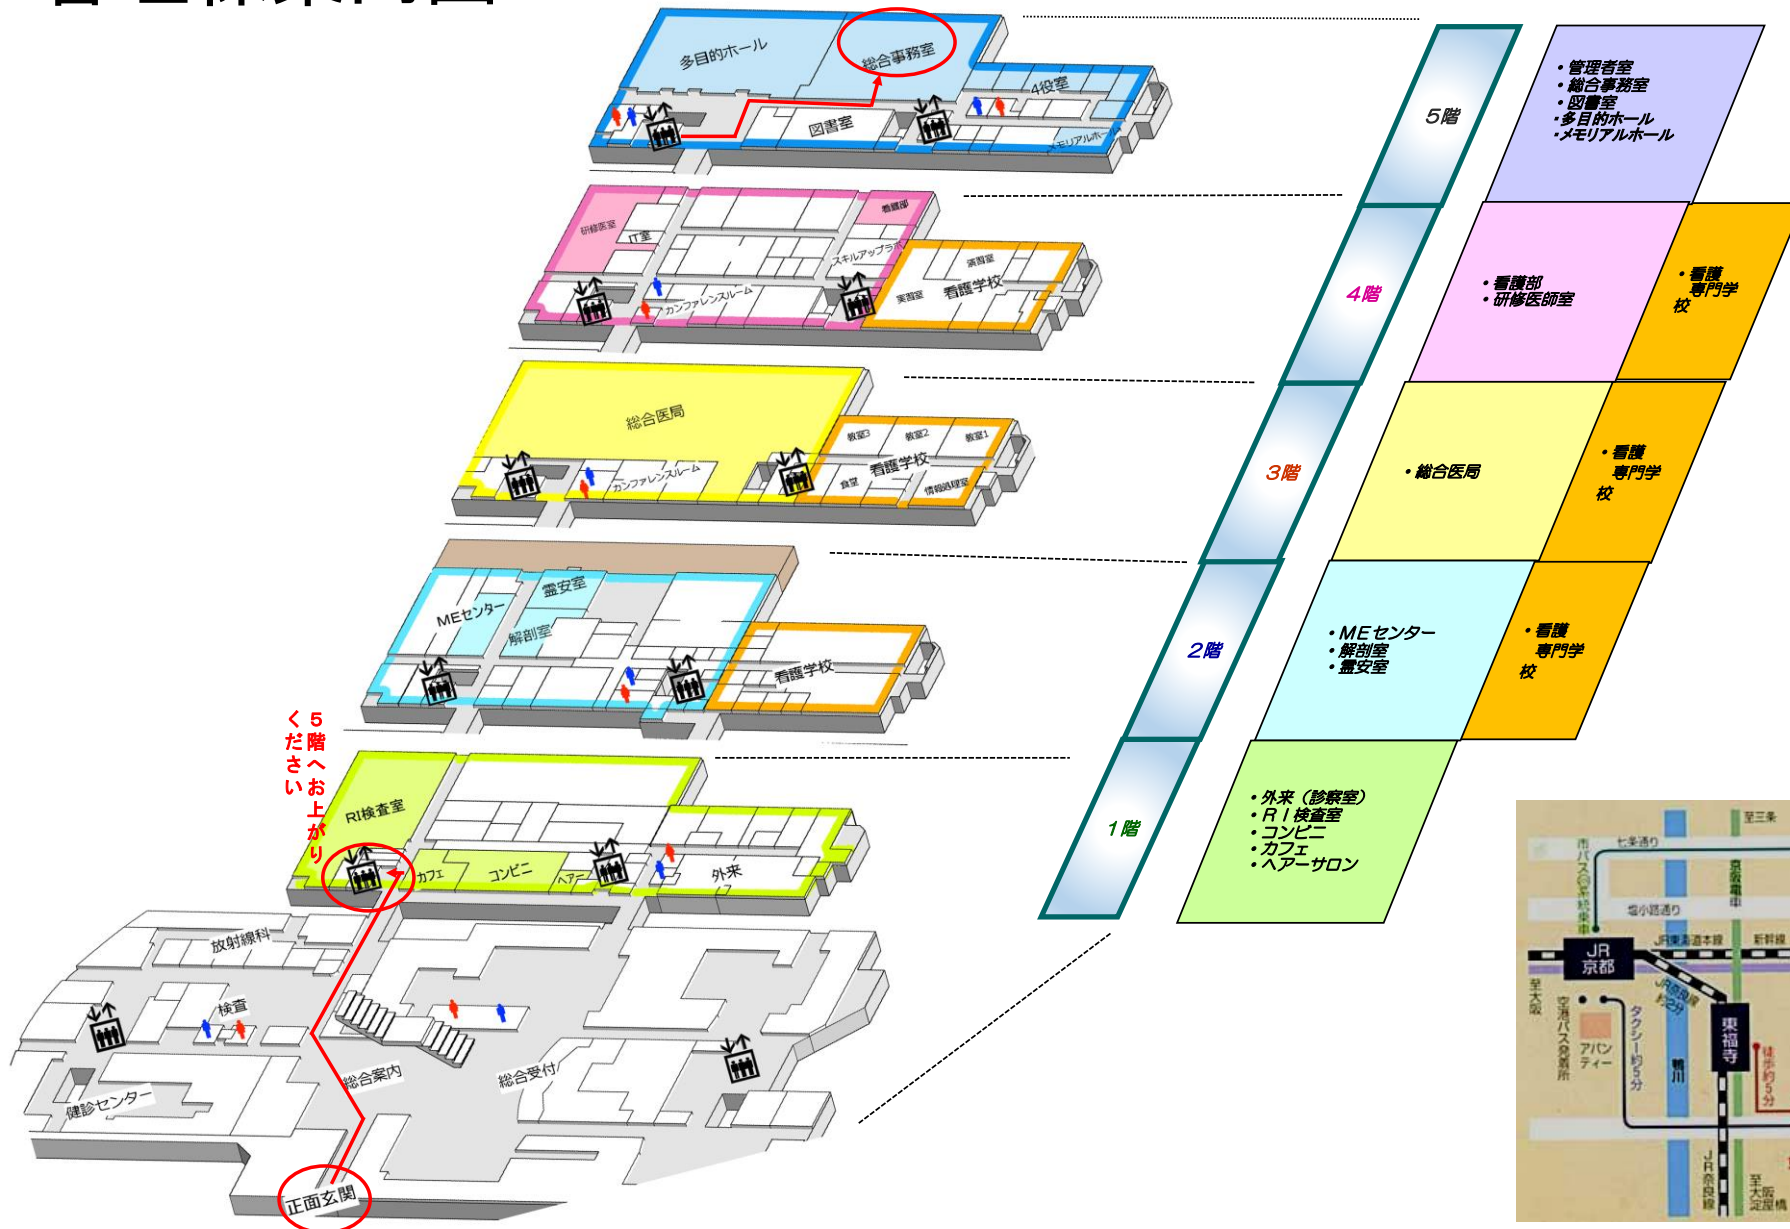 管理棟案内図
多目的ホール
総合事務室
4役室
図書室
メモリアルホール
5階
・管理者室
・総合事務室
・図書室
・多目的ホール
・メモリアルホール
研修医室
IT室
看護部
スキルアップラボ
カンファレンスルーム
演習室
実習室
看護学校
4階
・看護部
・研修医師室
・看護
専門学
校
総合医局
カンファレンスルーム
教室3
教室2
教室1
看護学校
食堂
情報処理室
3階
・総合医局
・看護
専門学
校
霊安室
MEセンター
解剖室
看護学校
2階
・MEセンター
・解剖室
・霊安室
・看護
専門学
校
5階へお上がり
ください
RI検査室
カフェ
コンビニ
ヘアー
外来
1階
・外来（診察室）
・RI検査室
・コンビニ
・カフェ
・ヘアーサロン
放射線科
検査
健診センター
総合案内
総合受付
正面玄関
至三条
七条通り
京阪電車
塩小路通り
JR東海道本線
新幹線
JR
京都
JR奈良線
約2分
至大阪
空港バス発着所
アバン
ティー
タクシー約5分
鴨川
東福寺
徒歩約5分
JR奈良線
至大阪
淀屋橋